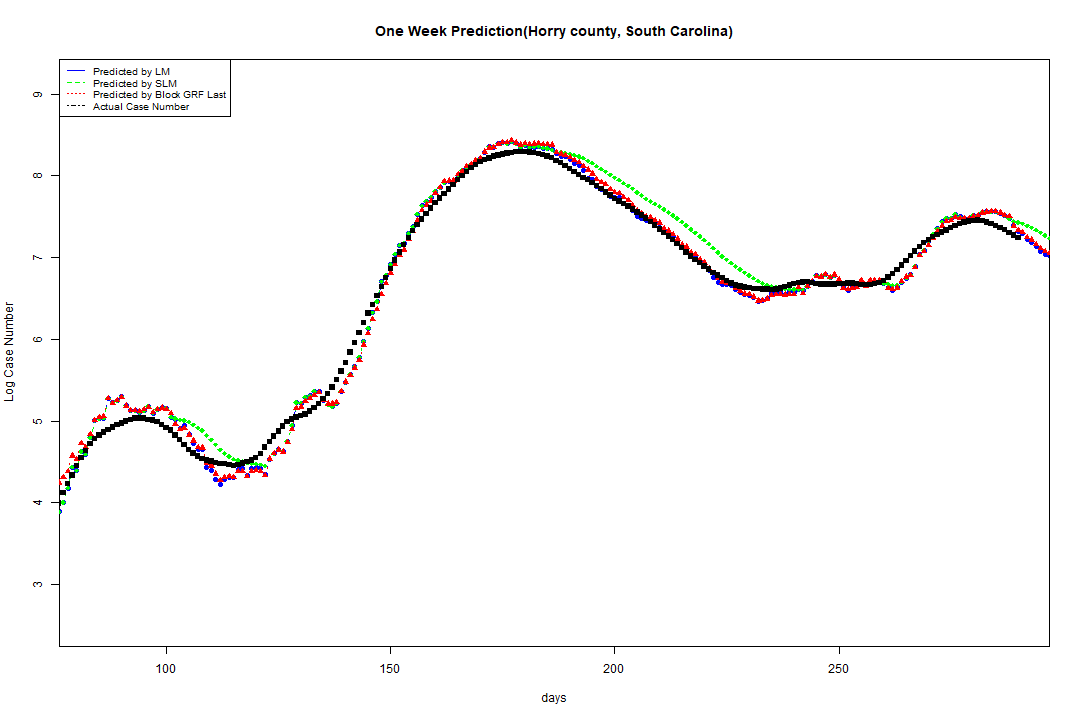 One Week Prediction(Horry county, South Carolina)
Predicted by LM
Predicted by SLM
Predicted by Block GRF Last
Actual Case Number
9
8
7
6
5
4
3
Log Case Number
100 150 200 250
days